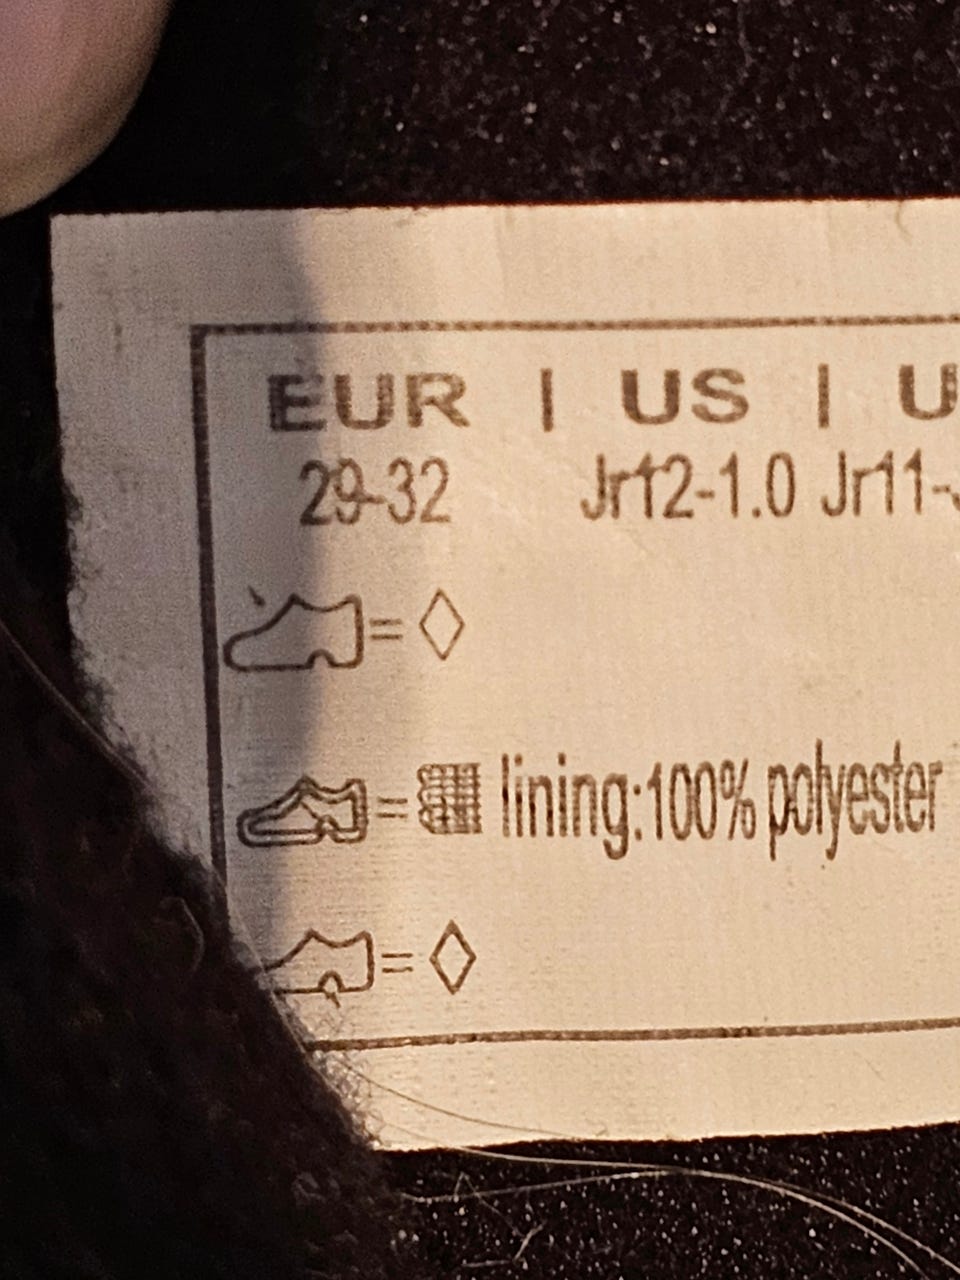 EUR | US | U
29-32 Jr12-1.0 Jr11-
=
= lining:100% polyester
=